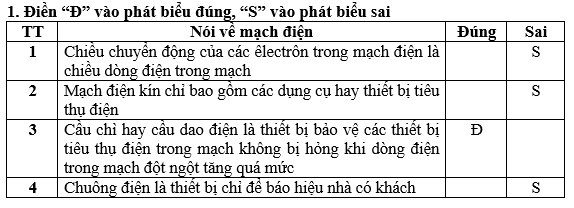 1. Điền “Đ” vào phát biểu đúng, “S” vào phát biểu sai
TT Nói về mạch điện Đúng Sai
1 Chiều chuyển động của các êlectrôn trong mạch điện là S
chiều dòng điện trong mạch
2 Mạch điện kín chỉ bao gồm các dụng cụ hay thiết bị tiêu S
thụ điện
3 Cầu chì hay cầu dao điện là thiết bị bảo vệ các thiết bị Đ
tiêu thụ điện trong mạch không bị hỏng khi dòng điện
trong mạch đột ngột tăng quá mức
4 Chuông điện là thiết bị chỉ để báo hiệu nhà có khách S